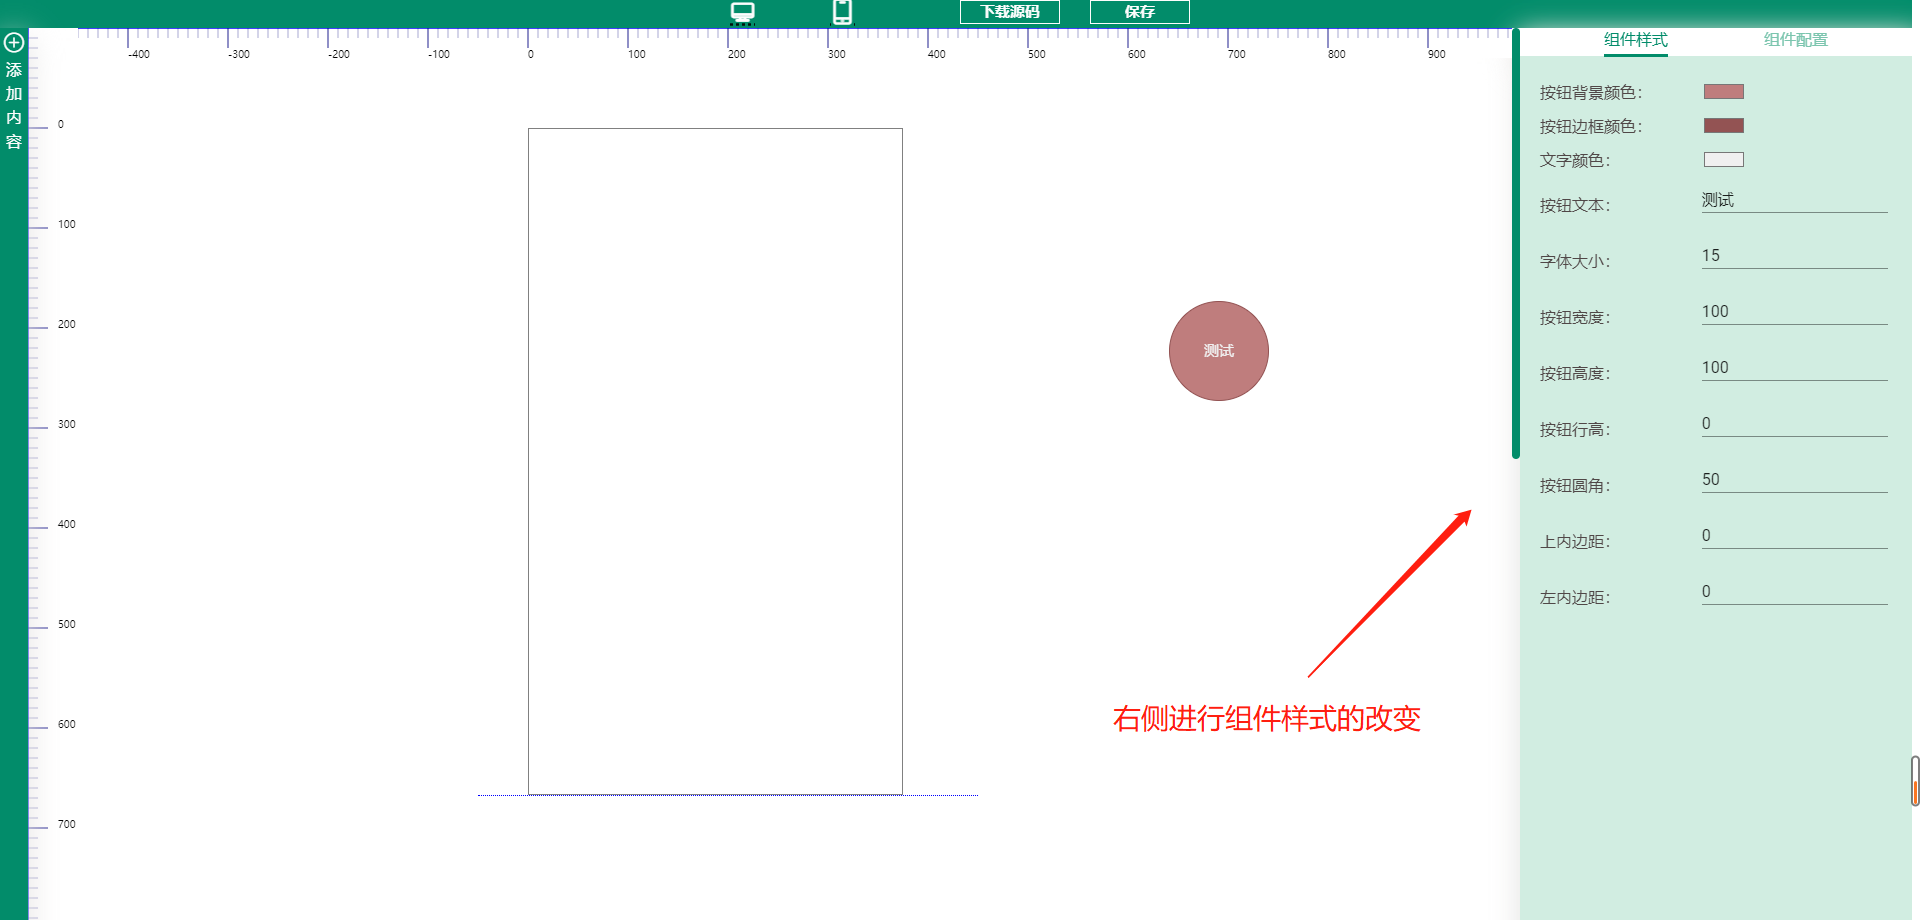 下载源码
保存
添
加
内
容
-400 -300 -200 -100 0 100 200 300 400 500 600 700 800 900
0
100
200
300
400
500
600
700
测试
右侧进行组件样式的改变
组件样式 组件配置
按钮背景颜色：
按钮边框颜色：
文字颜色：
按钮文本： 测试
字体大小： 15
按钮宽度： 100
按钮高度： 100
按钮行高： 0
按钮圆角： 50
上内边距： 0
左内边距： 0